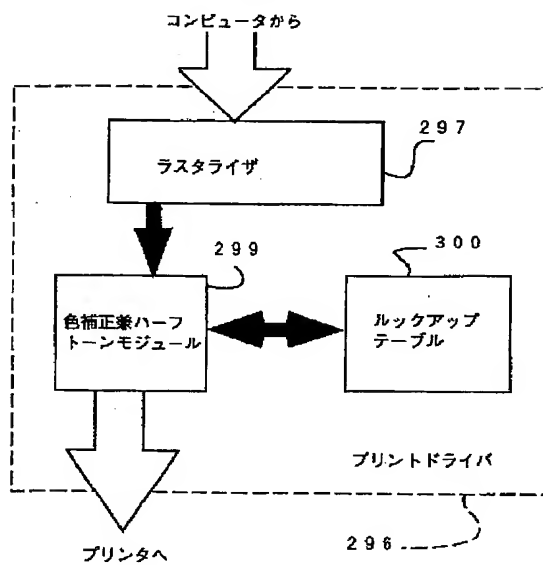 コンピュータから
297
ラスタライザ
299
300
色補正兼ハーフ
トーンモジュール
ルックアップ
テーブル
プリントドライバ
296
プリンタへ